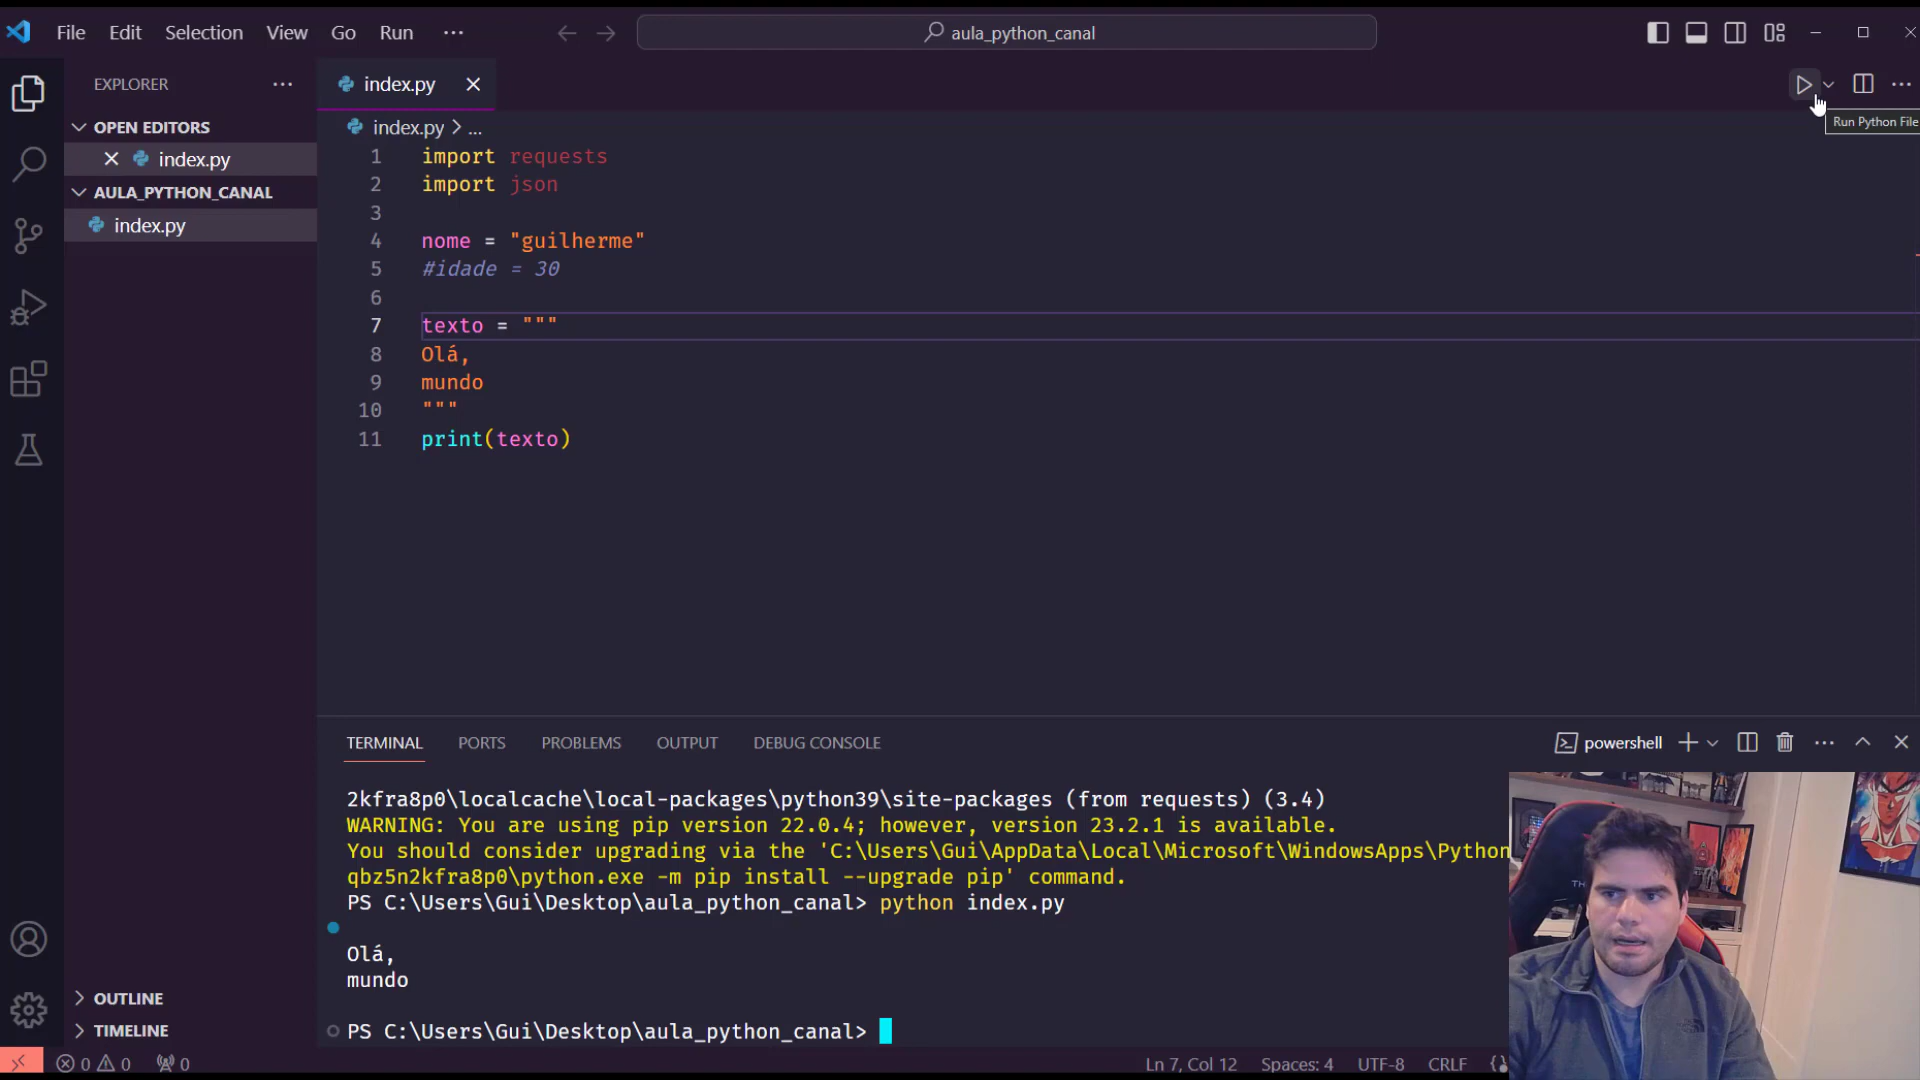 File Edit Selection View Go Run ...
aula_python_canal
EXPLORER
index.py
Run Python File
OPEN EDITORS
index.py
AULA_PYTHON_CANAL
index.py
index.py > ...
1 import requests
2 import json
3
4 nome = "guilherme"
5 #idade = 30
6
7 texto = """
8 Olá,
9 mundo
10 """
11 print(texto)
TERMINAL PORTS PROBLEMS OUTPUT DEBUG CONSOLE
powershell
2kfra8p0\localcache\local-packages\python39\site-packages (from requests) (3.4)
WARNING: You are using pip version 22.0.4; however, version 23.2.1 is available.
You should consider upgrading via the 'C:\Users\Gui\AppData\Local\Microsoft\WindowsApps\Python
qbz5n2kfra8p0\python.exe -m pip install --upgrade pip' command.
PS C:\Users\Gui\Desktop\aula_python_canal> python index.py
Olá,
mundo
PS C:\Users\Gui\Desktop\aula_python_canal>
OUTLINE
TIMELINE
0 0 0
Ln 7, Col 12 Spaces: 4 UTF-8 CRLF {